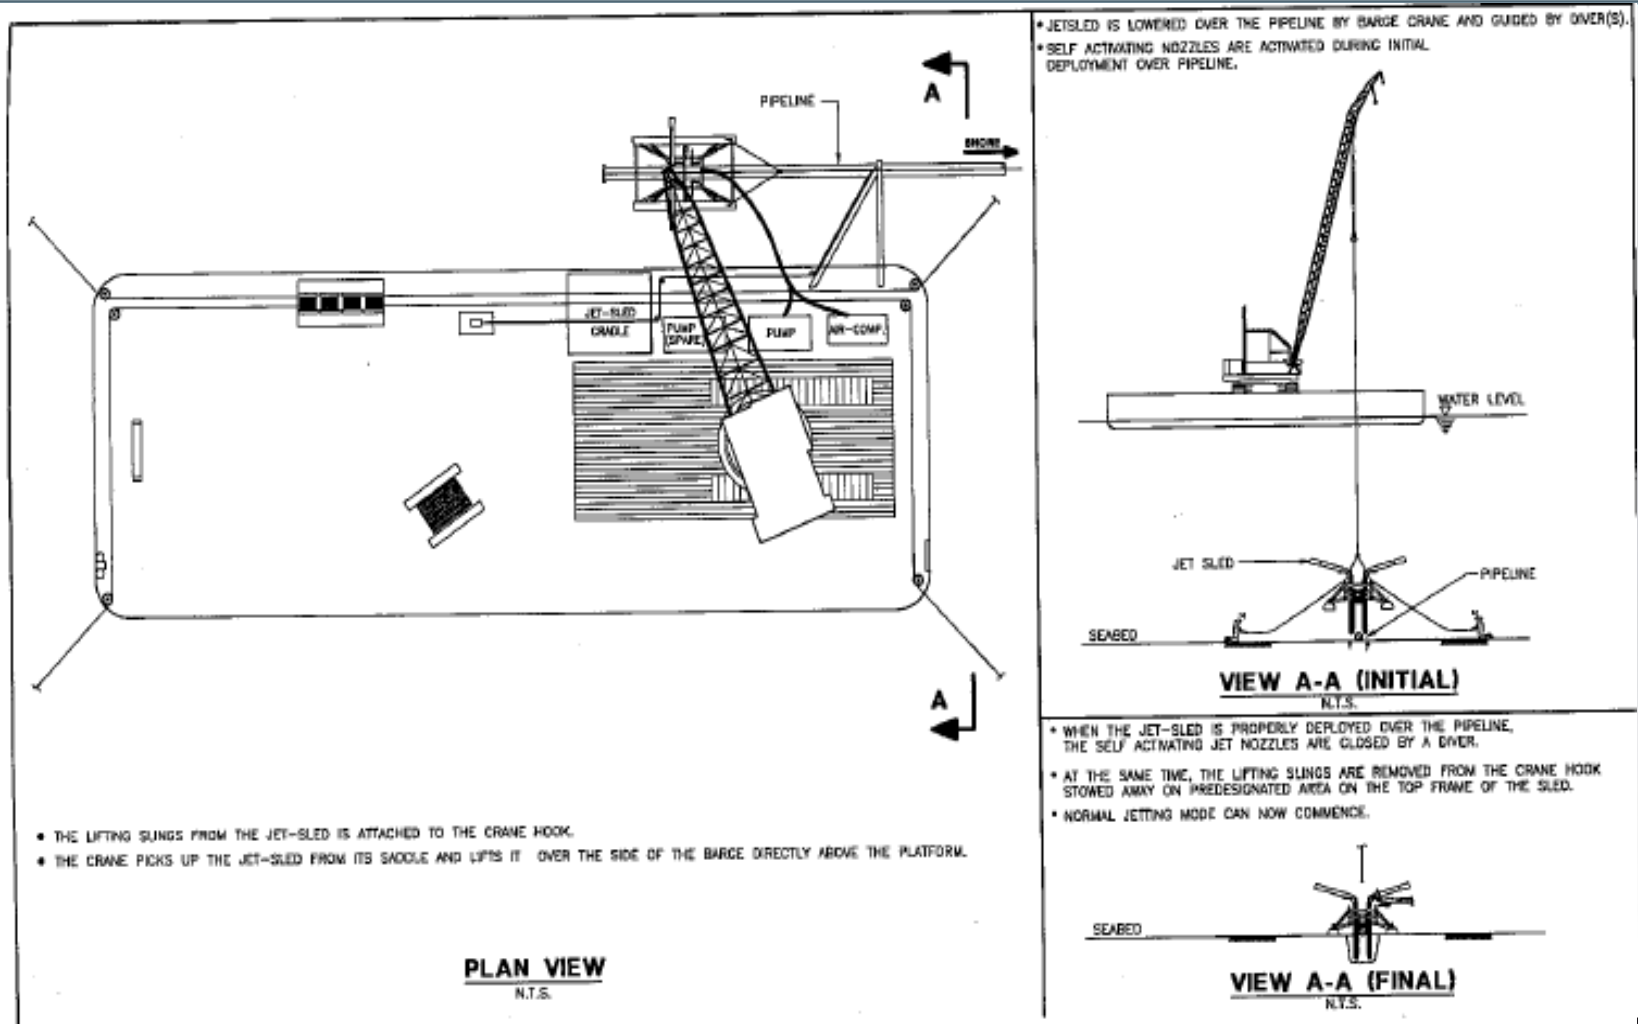 A
PIPELINE
SHORE
JET-SLED
CRADLE
PUMP
(SPARE)
PUMP
AIR-COMP.
A
• THE LIFTING SLINGS FROM THE JET-SLED IS ATTACHED TO THE CRANE HOOK.
• THE CRANE PICKS UP THE JET-SLED FROM ITS SADDLE AND LIFTS IT OVER THE SIDE OF THE BARGE DIRECTLY ABOVE THE PLATFORM.
PLAN VIEW
N.T.S.
• JETSLED IS LOWERED OVER THE PIPELINE BY BARGE CRANE AND GUIDED BY DIVER(S).
• SELF ACTIVATING NOZZLES ARE ACTIVATED DURING INITIAL
DEPLOYMENT OVER PIPELINE.
WATER LEVEL
JET SLED
PIPELINE
SEABED
VIEW A-A (INITIAL)
N.T.S.
• WHEN THE JET-SLED IS PROPERLY DEPLOYED OVER THE PIPELINE,
THE SELF ACTIVATING JET NOZZLES ARE CLOSED BY A DIVER.
• AT THE SAME TIME, THE LIFTING SLINGS ARE REMOVED FROM THE CRANE HOOK
STOWED AWAY ON PREDESIGNATED AREA ON THE TOP FRAME OF THE SLED.
• NORMAL JETTING MODE CAN NOW COMMENCE.
SEABED
VIEW A-A (FINAL)
N.T.S.